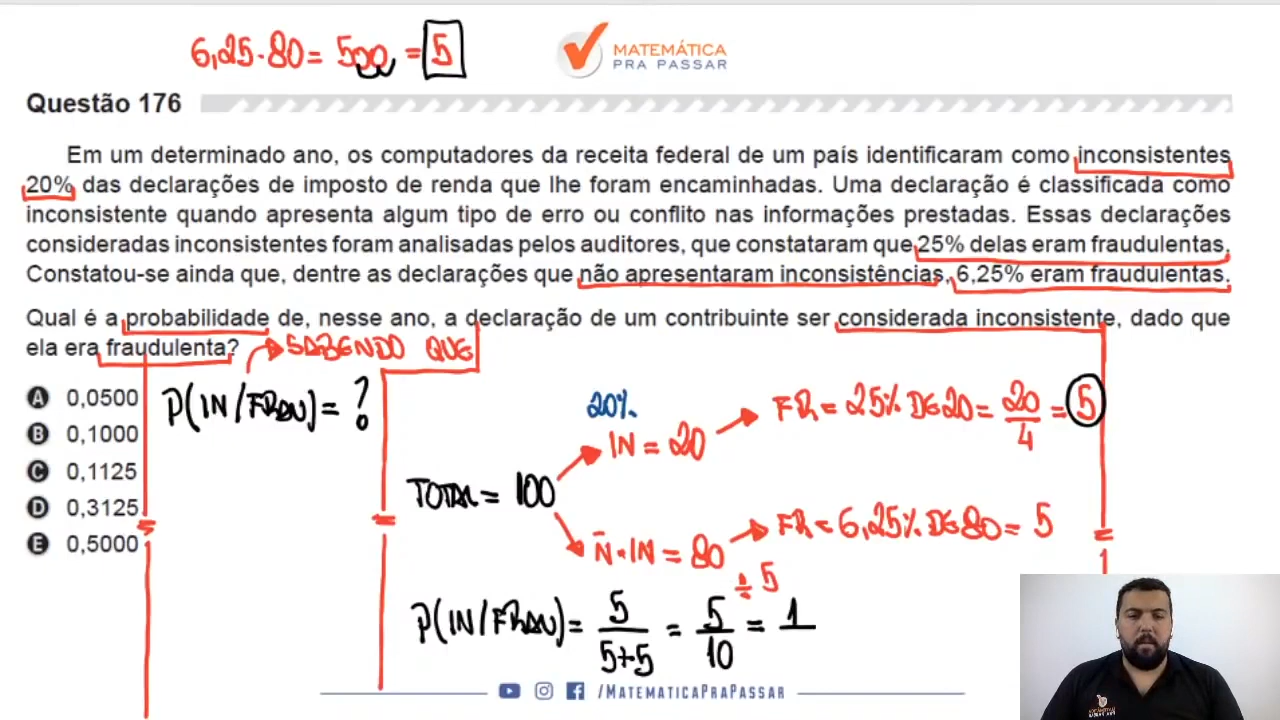 6,25·80 = 500 = 5
MATEMÁTICA
PRA PASSAR
Questão 176
Em um determinado ano, os computadores da receita federal de um país identificaram como inconsistentes
20% das declarações de imposto de renda que lhe foram encaminhadas. Uma declaração é classificada como
inconsistente quando apresenta algum tipo de erro ou conflito nas informações prestadas. Essas declarações
consideradas inconsistentes foram analisadas pelos auditores, que constataram que 25% delas eram fraudulentas.
Constatou-se ainda que, dentre as declarações que não apresentaram inconsistências, 6,25% eram fraudulentas.
Qual é a probabilidade de, nesse ano, a declaração de um contribuinte ser considerada inconsistente, dado que
ela era fraudulenta?
SABENDO QUE
A 0,0500
B 0,1000
C 0,1125
D 0,3125
E 0,5000
P(IN/FRAU) = ?
20%
IN = 20
FR = 25% DE 20 = 20/4 = 5
TOTAL = 100
N̄·IN = 80
FR = 6,25% DE 80 = 5
÷5
P(IN/FRAU) = 5/5+5 = 5/10 = 1
/MatematicaPraPassar